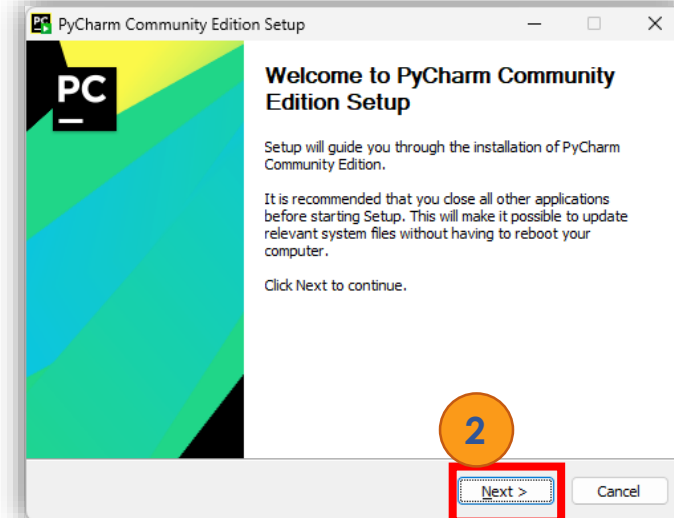 PyCharm Community Edition Setup
PC
Welcome to PyCharm Community
Edition Setup
Setup will guide you through the installation of PyCharm
Community Edition.
It is recommended that you close all other applications
before starting Setup. This will make it possible to update
relevant system files without having to reboot your
computer.
Click Next to continue.
2
Next >
Cancel